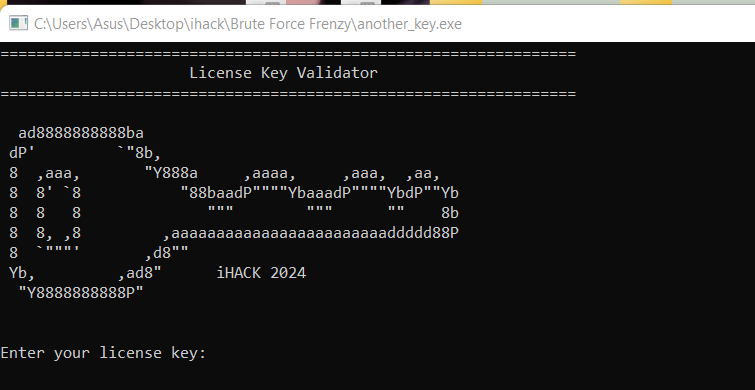 C:\Users\Asus\Desktop\ihack\Brute Force Frenzy\another_key.exe
================================================================
                     License Key Validator
================================================================

  ad8888888888ba
 dP'         `"8b,
 8  ,aaa,       "Y888a     ,aaaa,     ,aaa,  ,aa,
 8  8' `8           "88baadP""""YbaaadP""""YbdP""Yb
 8  8   8              """        """      ""    8b
 8  8, ,8         ,aaaaaaaaaaaaaaaaaaaaaaaaddddd88P
 8  `"""'       ,d8""
 Yb,         ,ad8"      iHACK 2024
  "Y8888888888P"

Enter your license key: